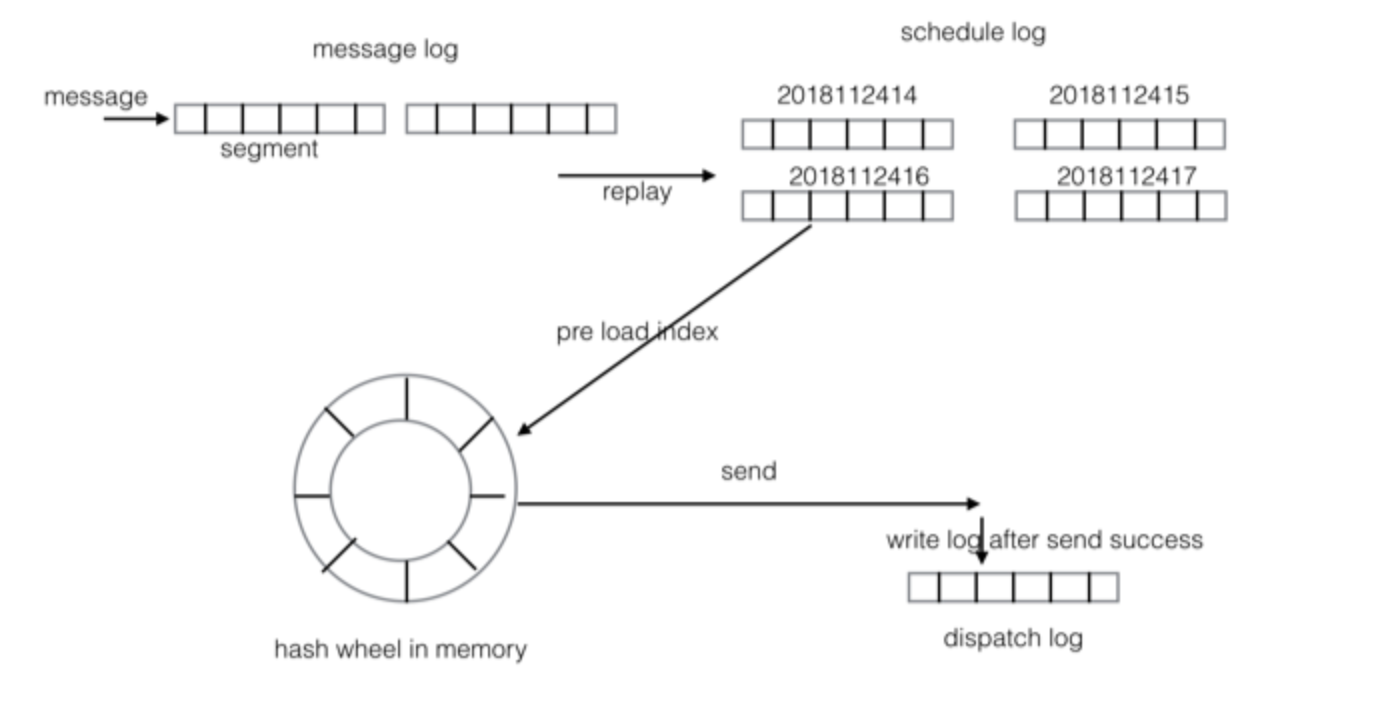 message log
schedule log
message
segment
2018112414
2018112415
replay
2018112416
2018112417
pre load index
send
write log after send success
dispatch log
hash wheel in memory